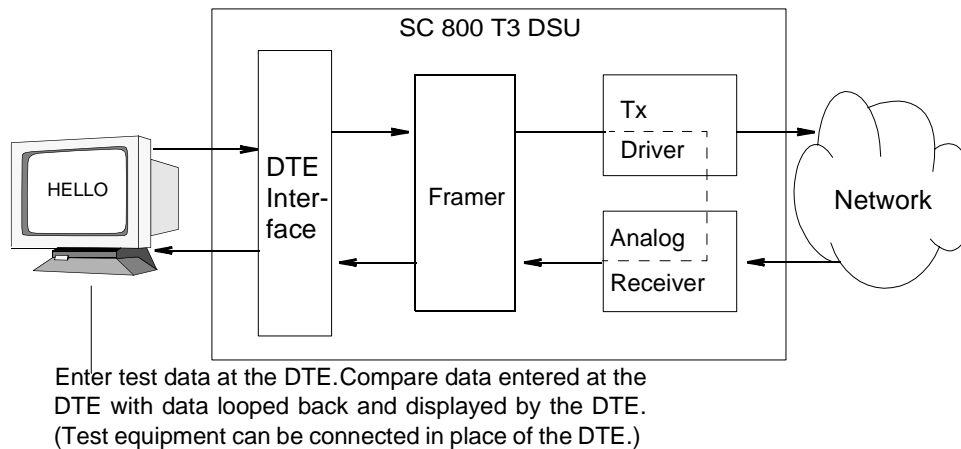 SC 800 T3 DSU
HELLO
DTE
Inter-
face
Framer
Tx
Driver
Analog
Receiver
Network
Enter test data at the DTE.Compare data entered at the
DTE with data looped back and displayed by the DTE.
(Test equipment can be connected in place of the DTE.)